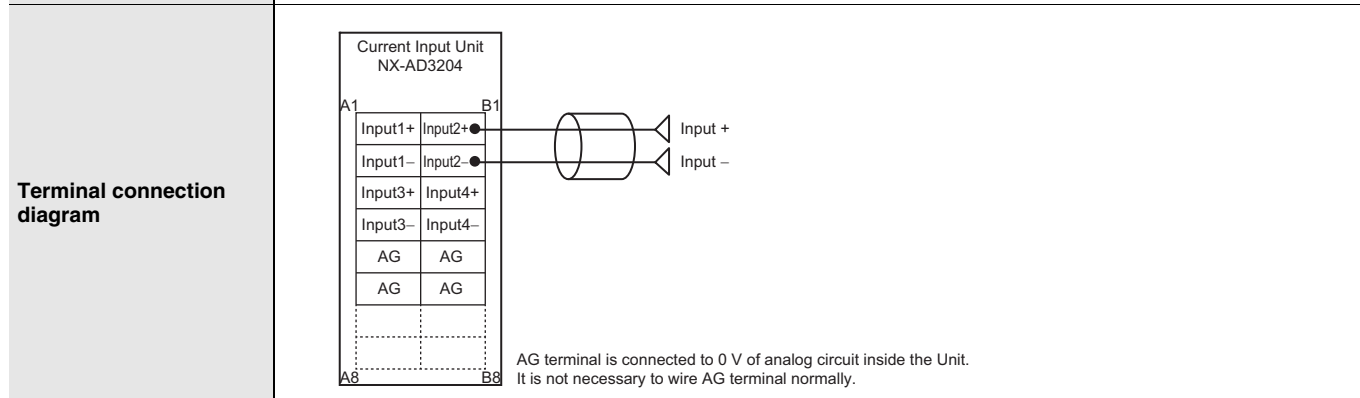 Terminal connection
diagram
Current Input Unit
NX-AD3204
A1 B1
Input1+ Input2+ Input +
Input1– Input2– Input –
Input3+ Input4+
Input3– Input4–
AG AG
AG AG
A8 B8
AG terminal is connected to 0 V of analog circuit inside the Unit.
It is not necessary to wire AG terminal normally.